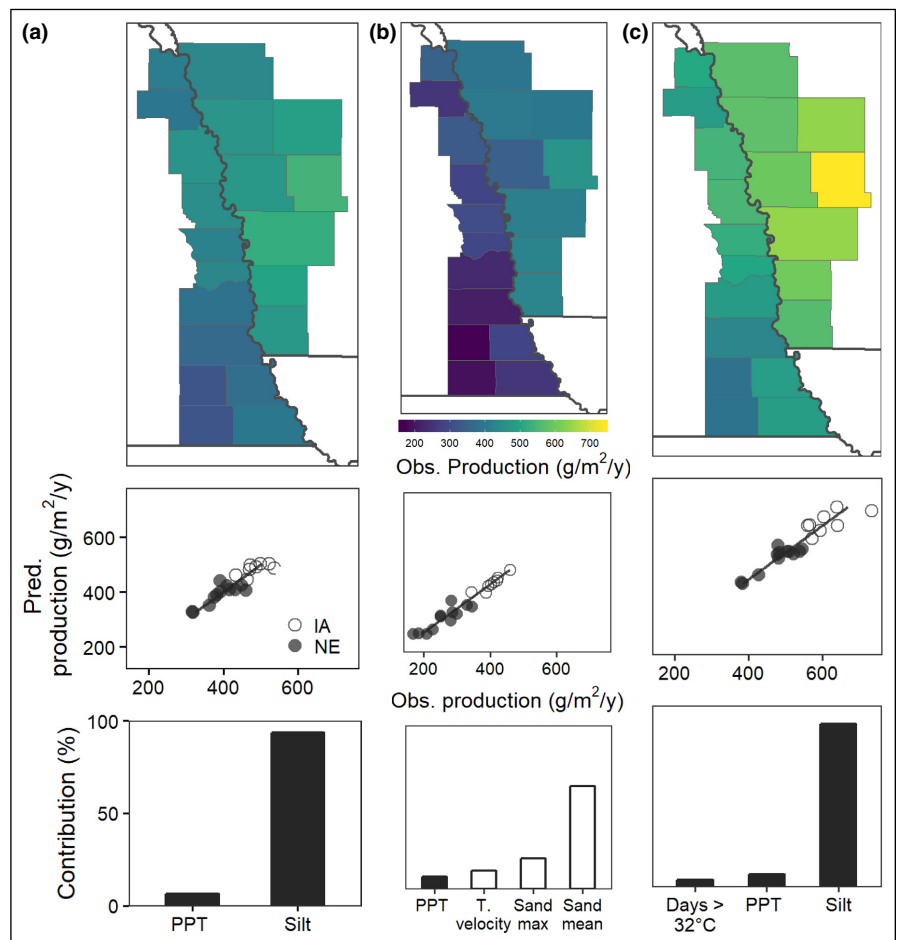 (a)
(b)
(c)
200 300 400 500 600 700
Obs. Production (g/m²/y)
Pred.
production (g/m²/y)
600
400
200
IA
NE
200 400 600
200 400 600
200 400 600
Obs. production (g/m²/y)
Contribution (%)
100
50
0
PPT Silt
PPT T. velocity Sand max Sand mean
Days > 32°C PPT Silt